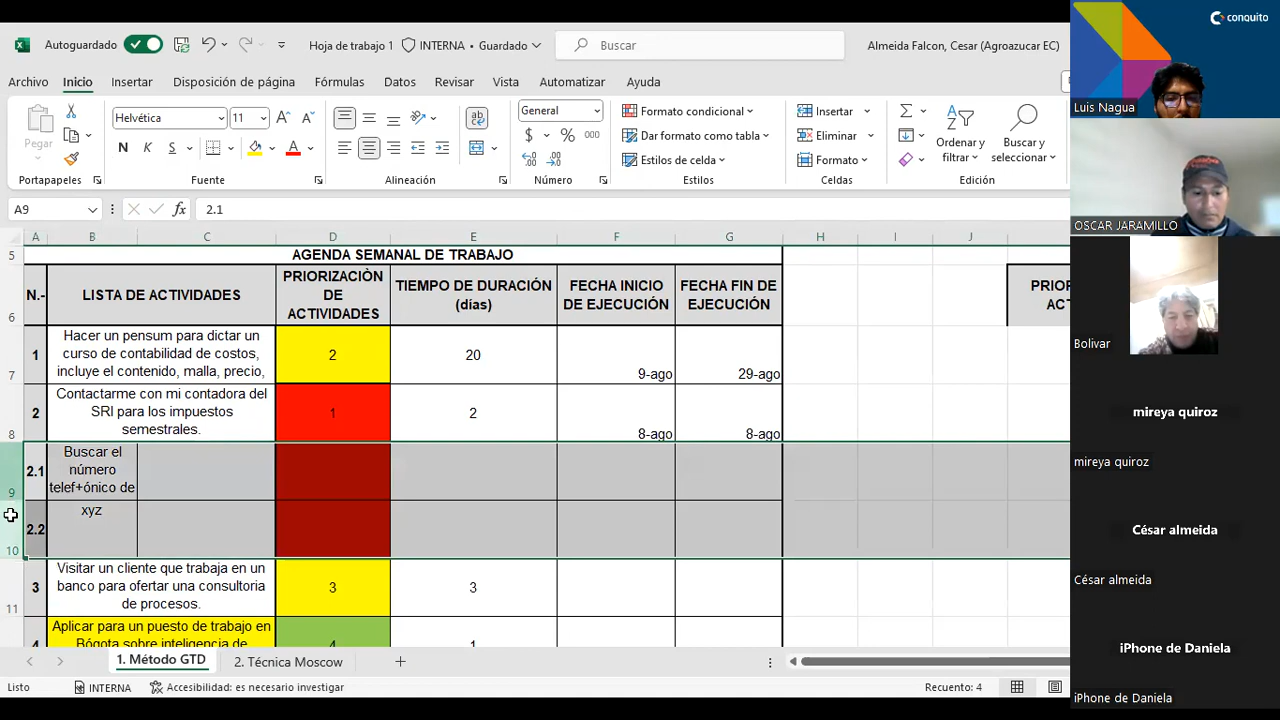 Autoguardado
Hoja de trabajo 1
INTERNA • Guardado
Buscar
Almeida Falcon, Cesar (Agroazucar EC)
Archivo
Inicio
Insertar
Disposición de página
Fórmulas
Datos
Revisar
Vista
Automatizar
Ayuda
Pegar
Portapapeles
Helvética
11
N
K
S
Fuente
Alineación
General
$
%
000
Número
Formato condicional
Dar formato como tabla
Estilos de celda
Estilos
Insertar
Eliminar
Formato
Celdas
Ordenar y
filtrar
Buscar y
seleccionar
Edición
A9
fx
2.1
A
B
C
D
E
F
G
H
I
J
5
AGENDA SEMANAL DE TRABAJO
6
N.-
LISTA DE ACTIVIDADES
PRIORIZACIÒN
DE
ACTIVIDADES
TIEMPO DE DURACIÓN
(días)
FECHA INICIO
DE EJECUCIÓN
FECHA FIN DE
EJECUCIÓN
7
1
Hacer un pensum para dictar un
curso de contabilidad de costos,
incluye el contenido, malla, precio,
2
20
9-ago
29-ago
8
2
Contactarme con mi contadora del
SRI para los impuestos
semestrales.
1
2
8-ago
8-ago
9
2.1
Buscar el
número
telef+ónico de
10
2.2
xyz
11
3
Visitar un cliente que trabaja en un
banco para ofertar una consultoria
de procesos.
3
3
4
Aplicar para un puesto de trabajo en
Bógota sobre inteligencia de
4
1
1. Método GTD
2. Técnica Moscow
Listo
INTERNA
Accesibilidad: es necesario investigar
Recuento: 4
conquito
Luis Nagua
OSCAR JARAMILLO
Bolivar
mireya quiroz
mireya quiroz
César almeida
César almeida
iPhone de Daniela
iPhone de Daniela